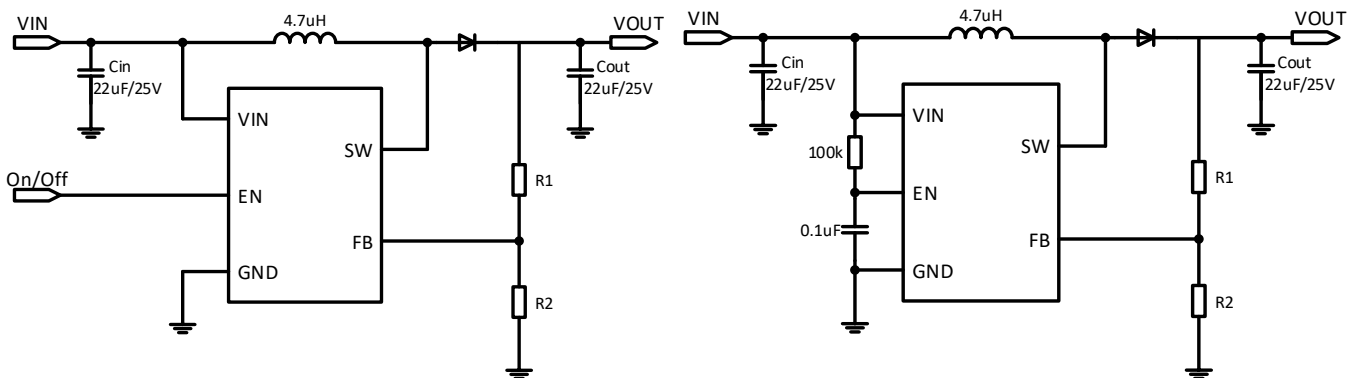 VIN
4.7uH
VOUT
Cin
22uF/25V
Cout
22uF/25V
VIN
SW
On/Off
EN
R1
FB
GND
R2
VIN
4.7uH
VOUT
Cin
22uF/25V
Cout
22uF/25V
VIN
100k
SW
R1
EN
0.1uF
FB
GND
R2